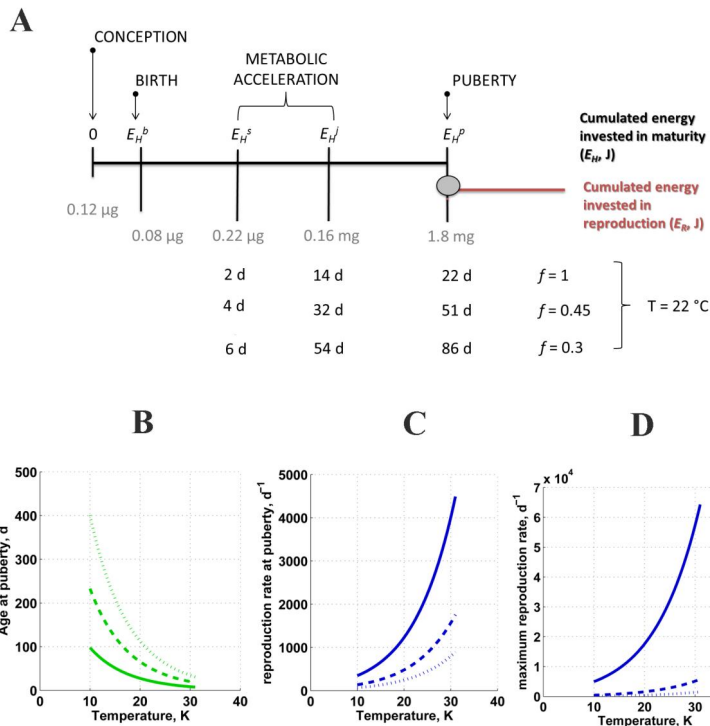 A
CONCEPTION
BIRTH
METABOLIC
ACCELERATION
PUBERTY
0
E_H^b
E_H^s
E_H^j
E_H^p
Cumulated energy
invested in maturity
(E_H, J)
Cumulated energy
invested in
reproduction (E_R, J)
0.12 µg
0.08 µg
0.22 µg
0.16 mg
1.8 mg
2 d 14 d 22 d f = 1
4 d 32 d 51 d f = 0.45
6 d 54 d 86 d f = 0.3
T = 22 °C
B
Age at puberty, d
500
400
300
200
100
0
0 10 20 30 40
Temperature, K
C
reproduction rate at puberty, d⁻¹
5000
4000
3000
2000
1000
0
0 10 20 30 40
Temperature, K
D
maximum reproduction rate, d⁻¹
x 10⁴
7
6
5
4
3
2
1
0
0 10 20 30
Temperature, K